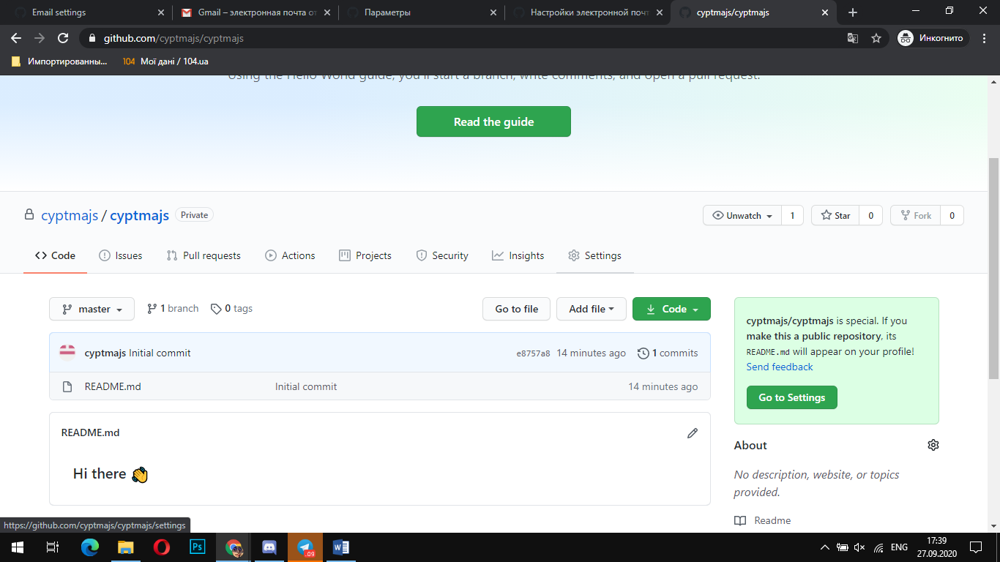 Email settings
Gmail – электронная почта от
Параметры
Настройки электронной почт
cyptmajs/cyptmajs
github.com/cyptmajs/cyptmajs
Инкогнито
Импортированны...
104 Мої дані / 104.ua
Using the Hello World guide, you'll start a branch, write comments, and open a pull request.
Read the guide
cyptmajs / cyptmajs Private
Unwatch 1
Star 0
Fork 0
Code
Issues
Pull requests
Actions
Projects
Security
Insights
Settings
master
1 branch
0 tags
Go to file
Add file
Code
cyptmajs Initial commit
e8757a8 14 minutes ago
1 commits
README.md
Initial commit
14 minutes ago
README.md
Hi there 👋
cyptmajs/cyptmajs is special. If you
make this a public repository, its
README.md will appear on your profile!
Send feedback
Go to Settings
About
No description, website, or topics
provided.
Readme
https://github.com/cyptmajs/cyptmajs/settings
Ps
.09
ENG
17:39
27.09.2020